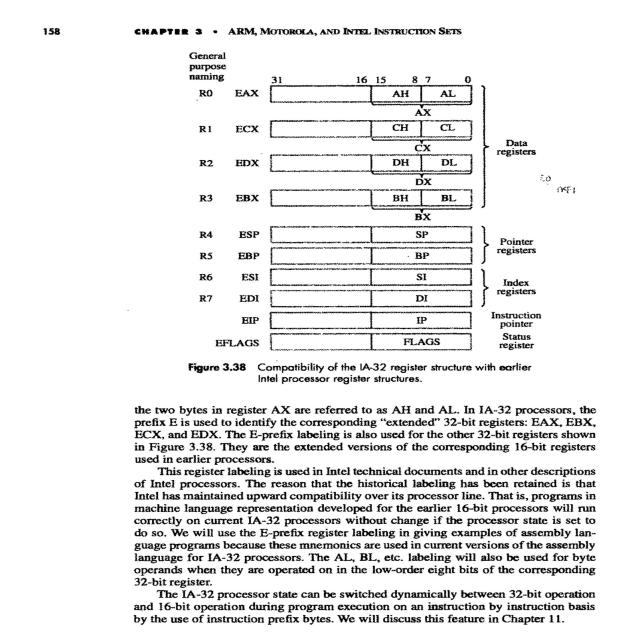 158
CHAPTER 3 • ARM, MOTOROLA, AND INTEL INSTRUCTION SETS
General
purpose
naming
31 16 15 8 7 0
R0 EAX AH AL
AX
R1 ECX CH CL
CX
R2 EDX DH DL
DX
R3 EBX BH BL
BX
Data
registers
R4 ESP SP
R5 EBP BP
Pointer
registers
R6 ESI SI
R7 EDI DI
Index
registers
EIP IP
Instruction
pointer
EFLAGS FLAGS
Status
register
Figure 3.38 Compatibility of the IA-32 register structure with earlier
Intel processor register structures.
the two bytes in register AX are referred to as AH and AL. In IA-32 processors, the
prefix E is used to identify the corresponding “extended” 32-bit registers: EAX, EBX,
ECX, and EDX. The E-prefix labeling is also used for the other 32-bit registers shown
in Figure 3.38. They are the extended versions of the corresponding 16-bit registers
used in earlier processors.
This register labeling is used in Intel technical documents and in other descriptions
of Intel processors. The reason that the historical labeling has been retained is that
Intel has maintained upward compatibility over its processor line. That is, programs in
machine language representation developed for the earlier 16-bit processors will run
correctly on current IA-32 processors without change if the processor state is set to
do so. We will use the E-prefix register labeling in giving examples of assembly lan-
guage programs because these mnemonics are used in current versions of the assembly
language for IA-32 processors. The AL, BL, etc. labeling will also be used for byte
operands when they are operated on in the low-order eight bits of the corresponding
32-bit register.
The IA-32 processor state can be switched dynamically between 32-bit operation
and 16-bit operation during program execution on an instruction by instruction basis
by the use of instruction prefix bytes. We will discuss this feature in Chapter 11.